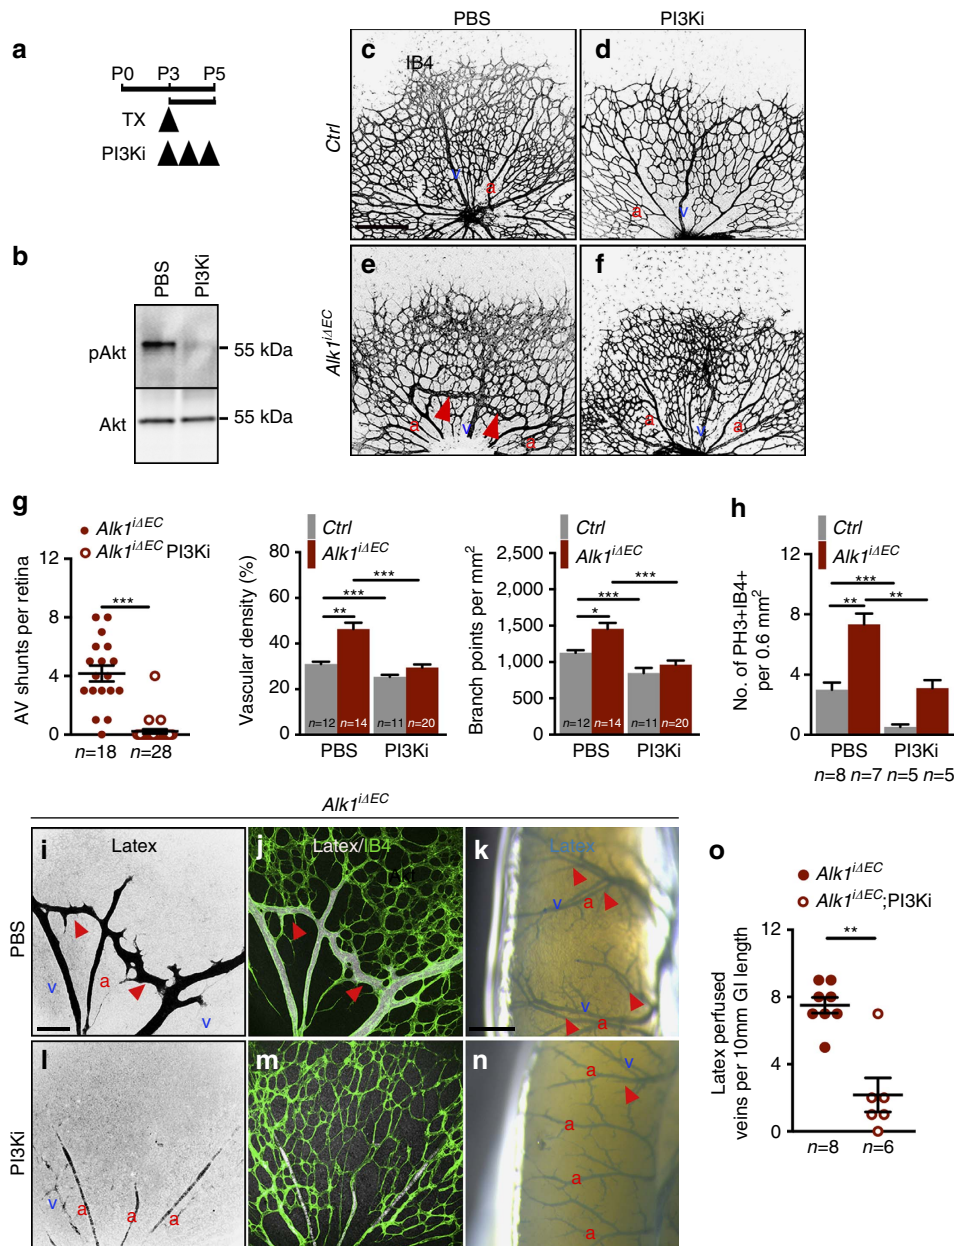 PBS PI3Ki
a
P0 P3 P5
TX
PI3Ki
b
PBS PI3Ki
pAkt 55 kDa
Akt 55 kDa
Ctrl
Alk1iΔEC
c
IB4
v
a
d
a
v
e
a
v
a
f
a
v
a
g
Alk1iΔEC
Alk1iΔEC PI3Ki
AV shunts per retina
12
8
4
0
***
n=18 n=28
Ctrl
Alk1iΔEC
Vascular density (%)
80
60
40
20
0
***
***
**
n=12 n=14 n=11 n=20
PBS PI3Ki
Ctrl
Alk1iΔEC
Branch points per mm2
2,500
2,000
1,500
1,000
500
0
***
***
*
n=12 n=14 n=11 n=20
PBS PI3Ki
h
Ctrl
Alk1iΔEC
No. of PH3+IB4+
per 0.6 mm2
12
8
4
0
***
** **
PBS PI3Ki
n=8 n=7 n=5 n=5
Alk1iΔEC
PBS
PI3Ki
i
Latex
v
a
v
j
Latex/IB4
k
Latex
v
a
v
a
l
v
a
a
a
m
n
v
a
a
a
a
o
Alk1iΔEC
Alk1iΔEC;PI3Ki
Latex perfused
veins per 10mm GI length
12
8
4
0
**
n=8 n=6